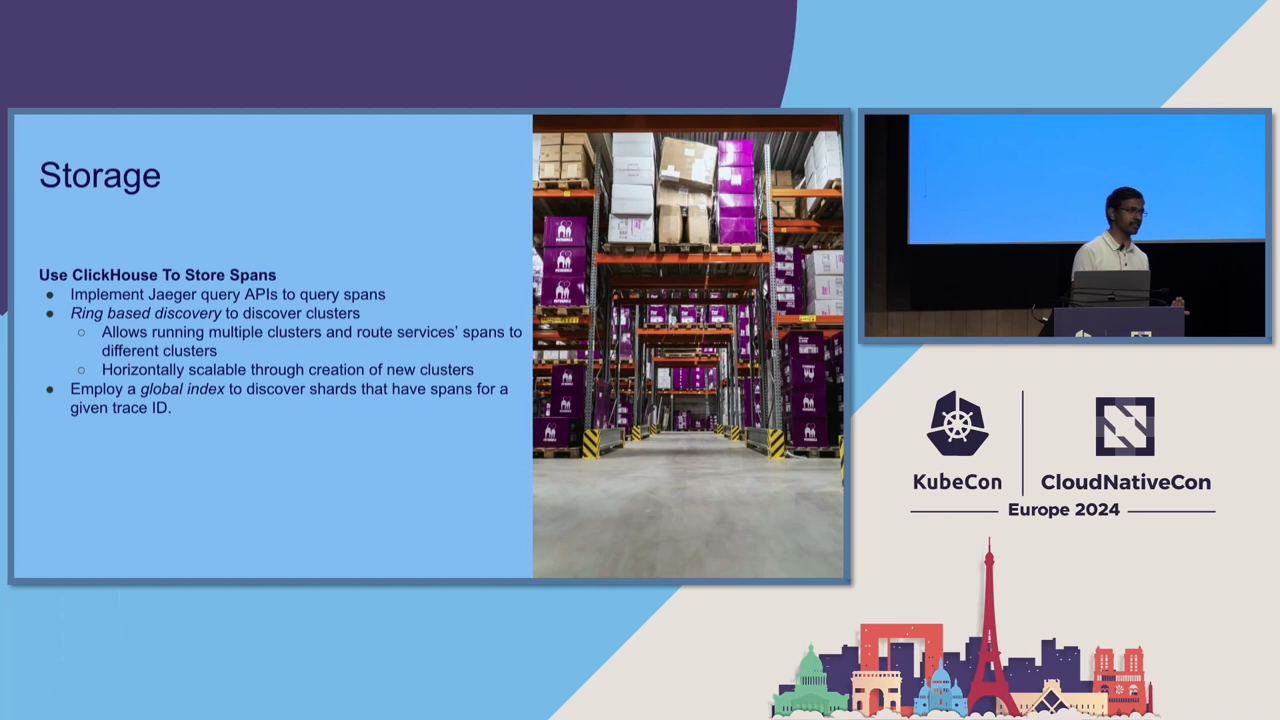 Storage
Use ClickHouse To Store Spans
● Implement Jaeger query APIs to query spans
● Ring based discovery to discover clusters
○ Allows running multiple clusters and route services' spans to
different clusters
○ Horizontally scalable through creation of new clusters
● Employ a global index to discover shards that have spans for a
given trace ID.
KubeCon
CloudNativeCon
Europe 2024